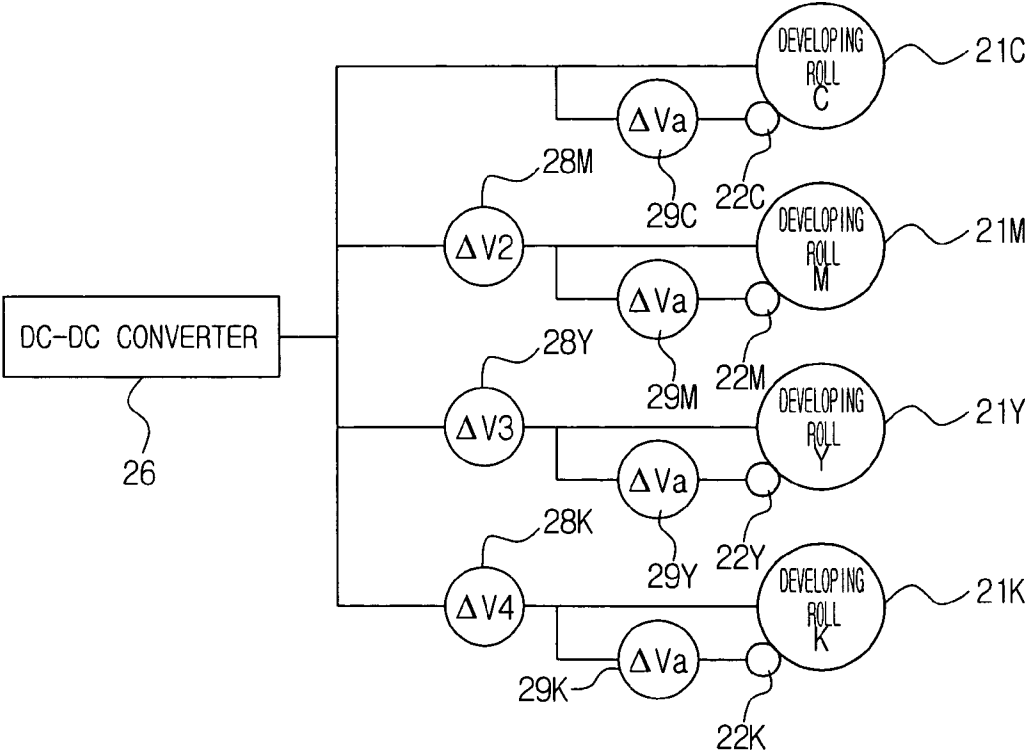 DEVELOPING
ROLL
C
21C
ΔVa
28M
29C
22C
DEVELOPING
ROLL
M
21M
ΔV2
ΔVa
DC-DC CONVERTER
28Y
29M
22M
DEVELOPING
ROLL
Y
21Y
ΔV3
26
ΔVa
28K
29Y
22Y
DEVELOPING
ROLL
K
21K
ΔV4
ΔVa
29K
22K